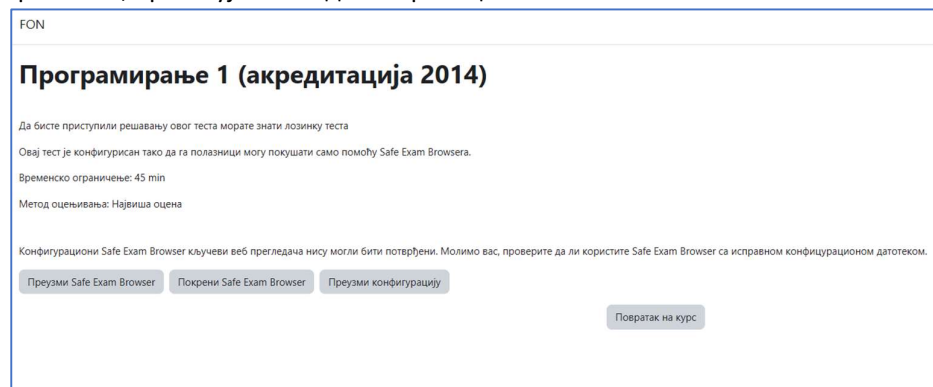 FON
Програмирање 1 (акредитација 2014)
Да бисте приступили решавању овог теста морате знати лозинку теста
Овај тест је конфигурисан тако да га полазници могу покушати само помоћу Safe Exam Browserа.
Временско ограничење: 45 min
Метод оцењивања: Највиша оцена
Конфигурациони Safe Exam Browser кључеви веб прегледача нису могли бити потврђени. Молимо вас, проверите да ли користите Safe Exam Browser са исправном конфицурационом датотеком.
Преузми Safe Exam Browser Покрени Safe Exam Browser Преузми конфигурацију
Повратак на курс